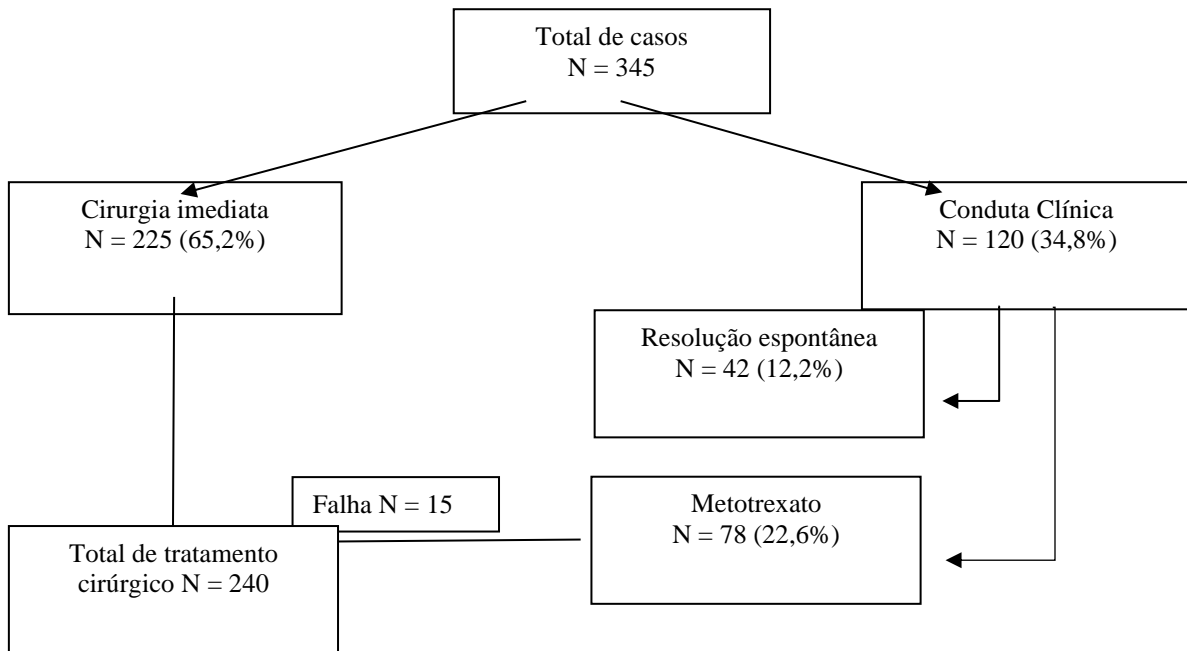 Total de casos
N = 345
Cirurgia imediata
N = 225 (65,2%)
Conduta Clínica
N = 120 (34,8%)
Resolução espontânea
N = 42 (12,2%)
Falha N = 15
Metotrexato
N = 78 (22,6%)
Total de tratamento
cirúrgico N = 240